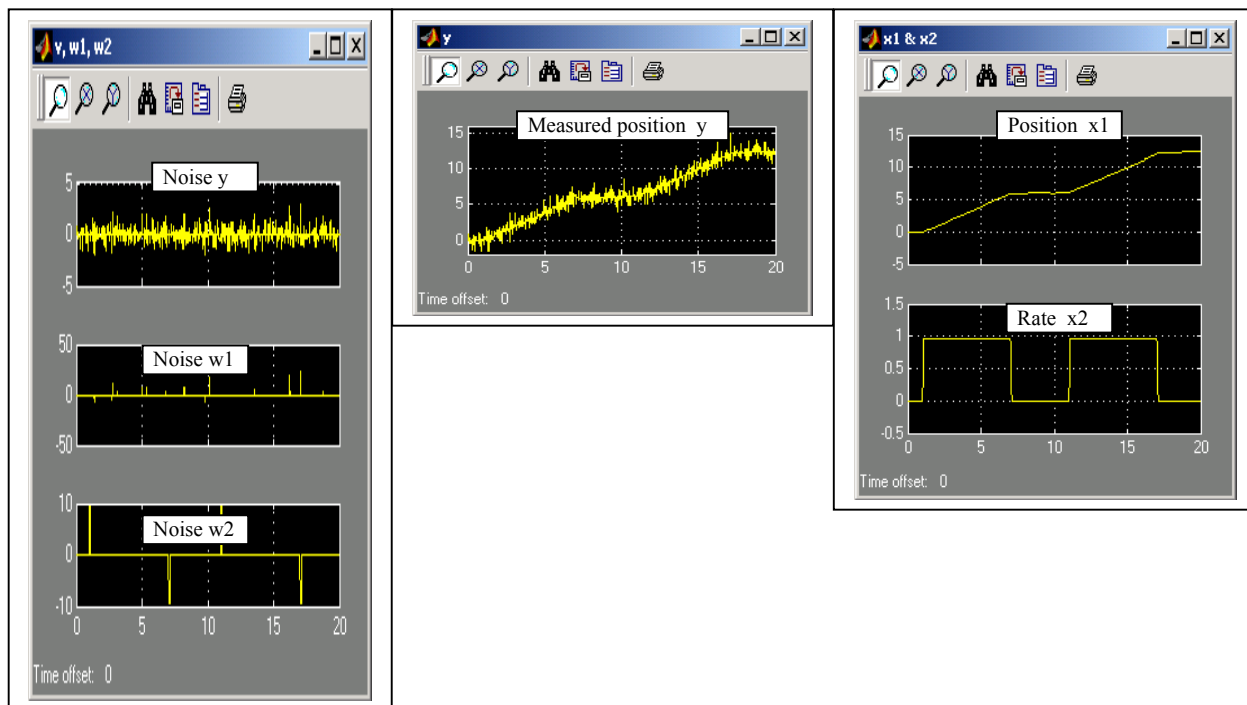 v, w1, w2
Noise y
5
0
-5
Noise w1
50
0
-50
Noise w2
10
0
-10
0 5 10 15 20
Time offset: 0
y
Measured position y
15
10
5
0
0 5 10 15 20
Time offset: 0
x1 & x2
Position x1
15
10
5
0
-5
Rate x2
1.5
1
0.5
0
-0.5
0 5 10 15 20
Time offset: 0